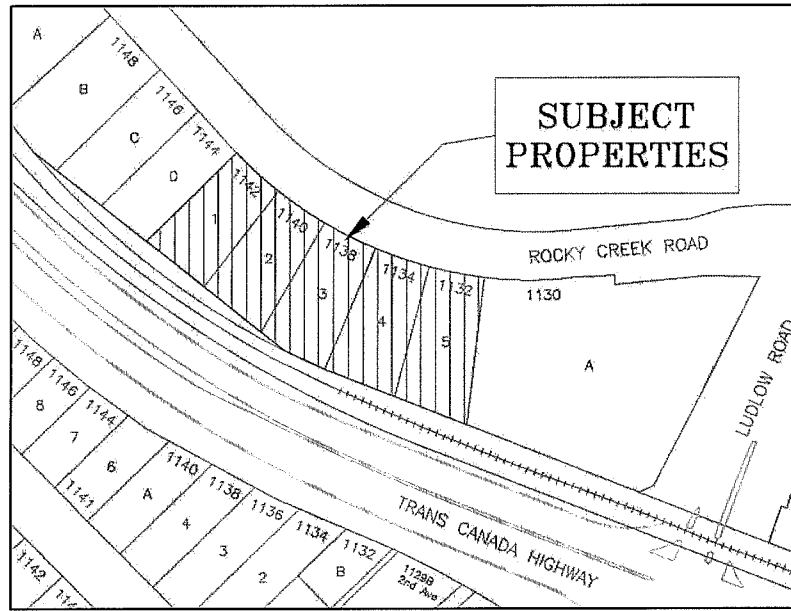 A
1148
B
1146
C
1144
D
SUBJECT
PROPERTIES
1142
1
1140
2
1138
3
1134
4
1132
5
ROCKY CREEK ROAD
1130
A
LUDLOW ROAD
TRANS CANADA HIGHWAY
1148
8
1146
7
1144
6
1141
A
1140
4
1138
3
1136
2
1134
1132
B
1129B
2nd Ave
1142